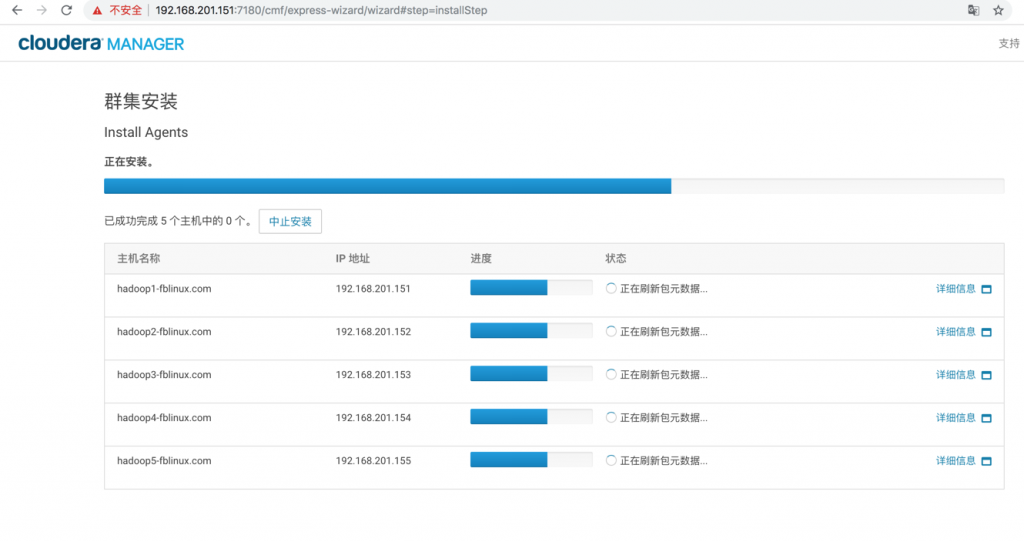 不安全 192.168.201.151:7180/cmf/express-wizard/wizard#step=installStep
cloudera MANAGER 支持
群集安装
Install Agents
正在安装。
已成功完成 5 个主机中的 0 个。 中止安装
主机名称 IP 地址 进度 状态
hadoop1-fblinux.com 192.168.201.151 正在刷新包元数据... 详细信息
hadoop2-fblinux.com 192.168.201.152 正在刷新包元数据... 详细信息
hadoop3-fblinux.com 192.168.201.153 正在刷新包元数据... 详细信息
hadoop4-fblinux.com 192.168.201.154 正在刷新包元数据... 详细信息
hadoop5-fblinux.com 192.168.201.155 正在刷新包元数据... 详细信息